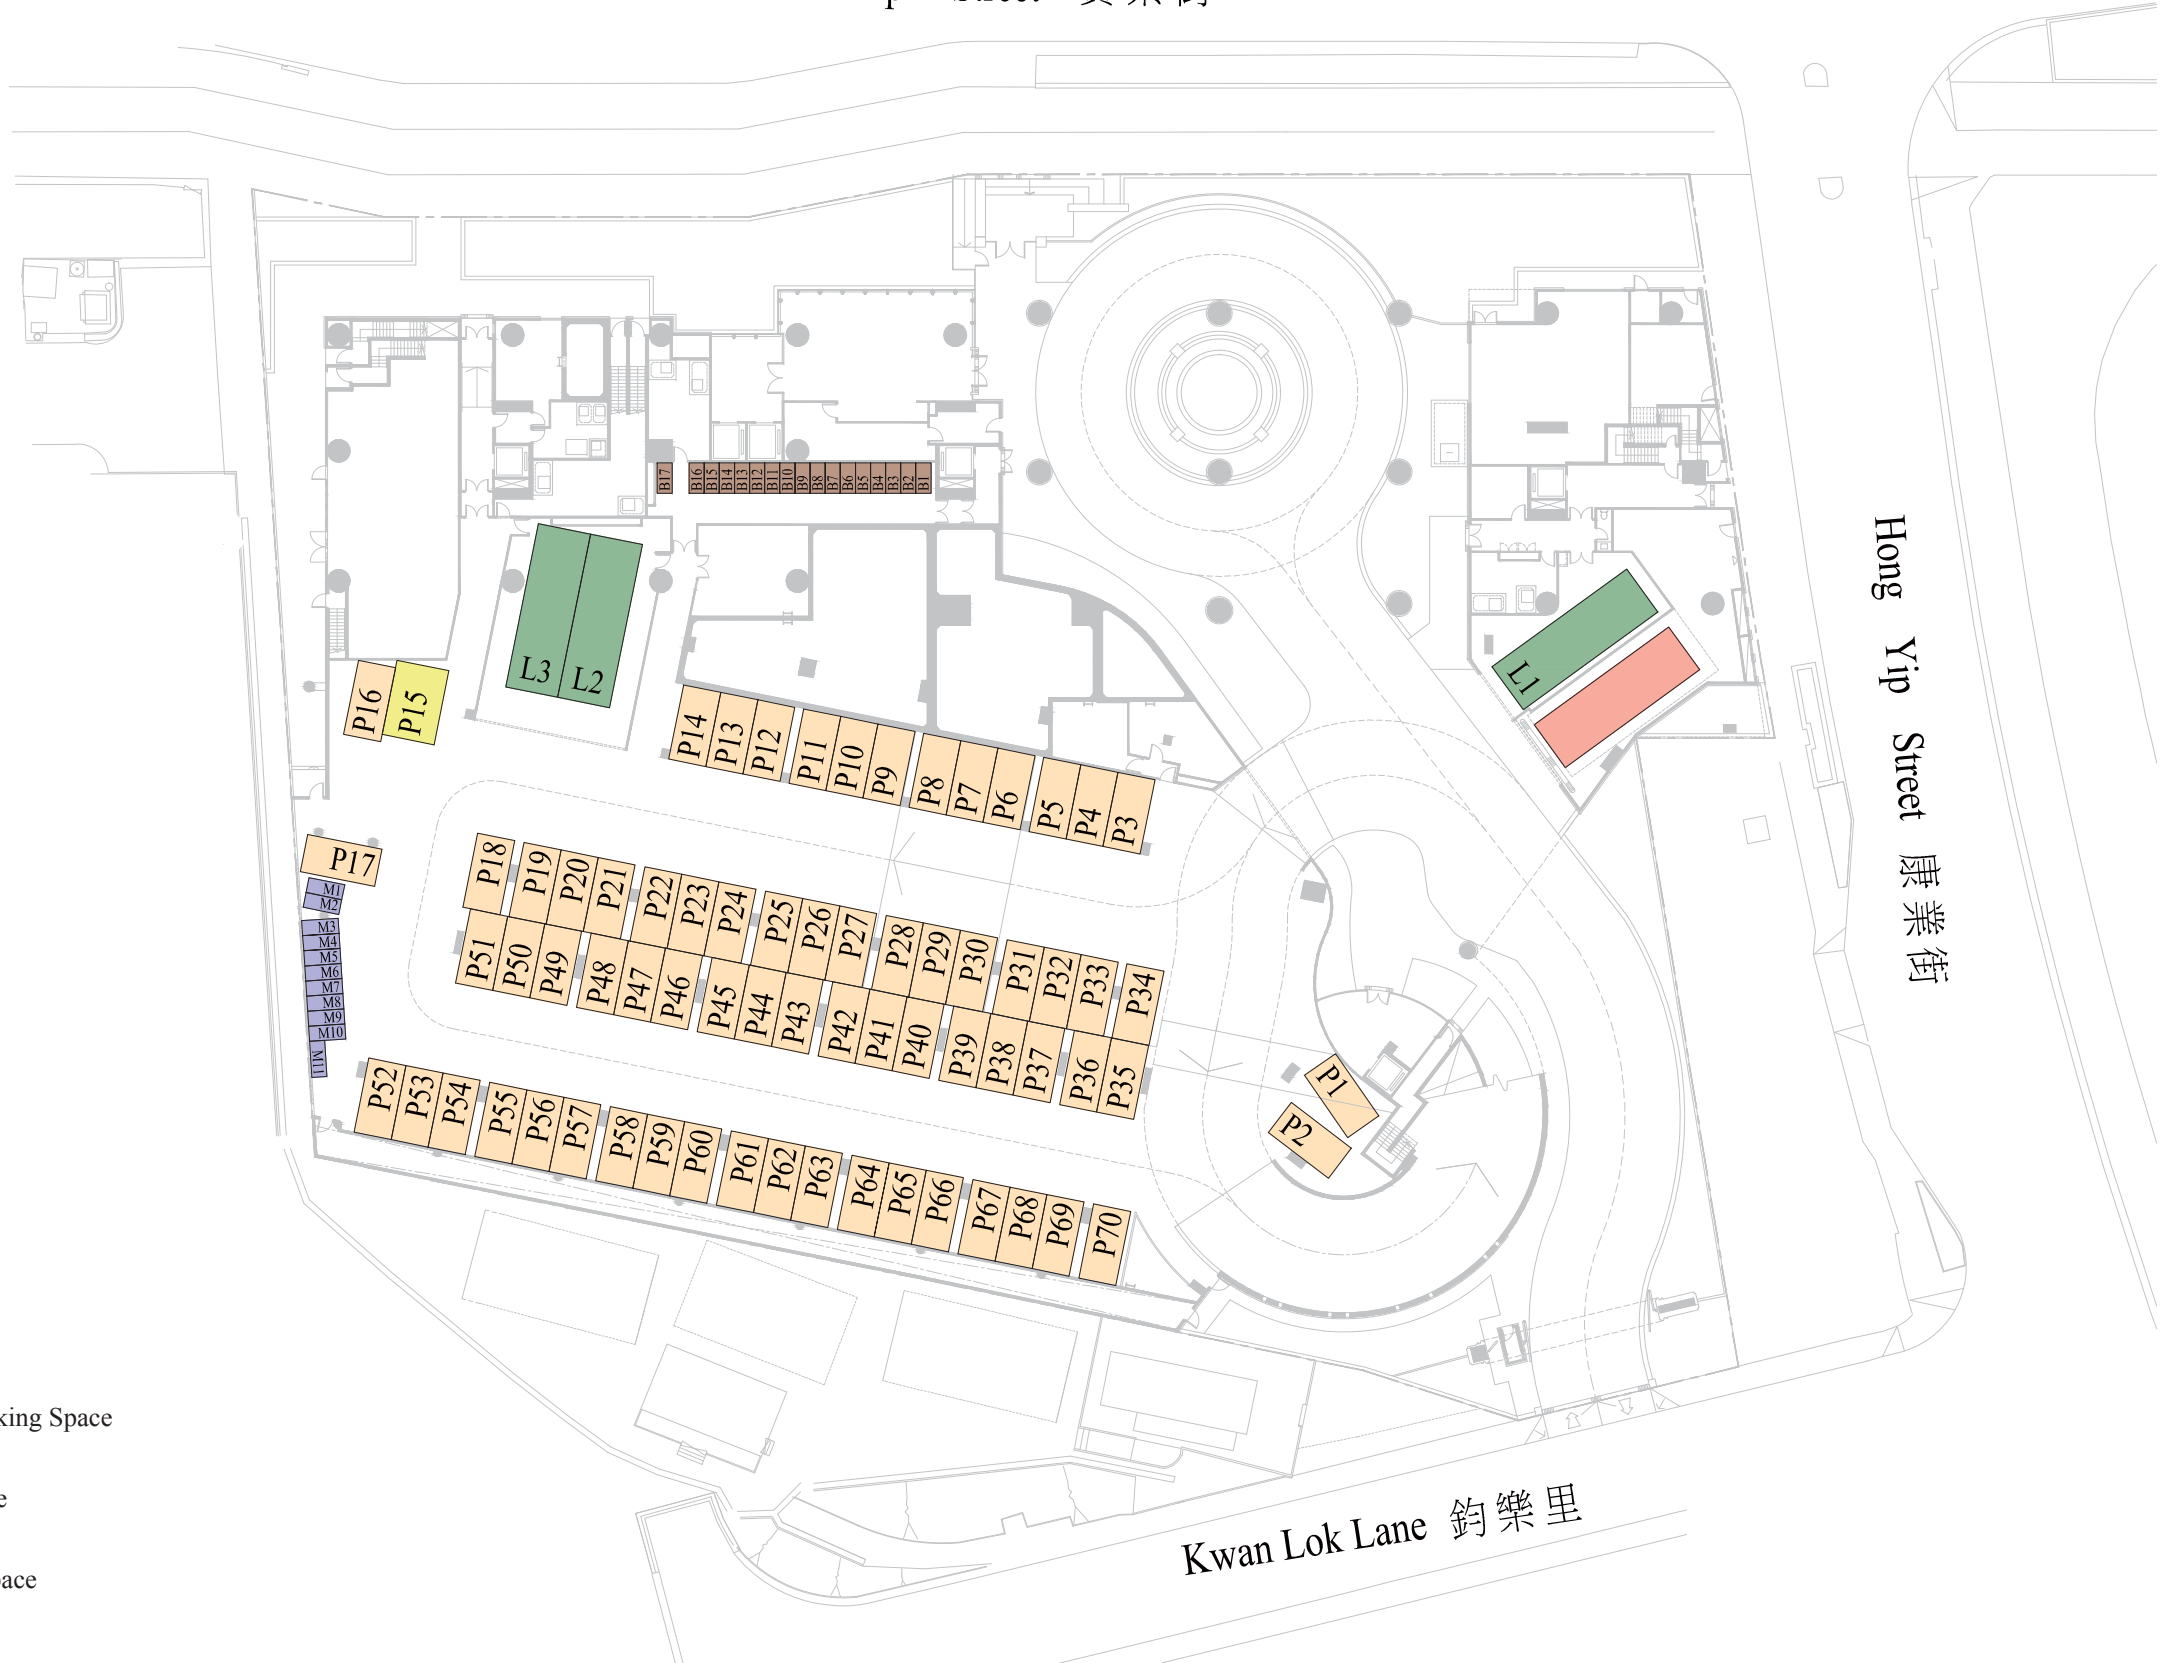 Street
B17 B16 B15 B14 B13 B12 B11 B10 B9 B8 B7 B6 B5 B4 B3 B2 B1
L3 L2
L1
P16 P15
P14 P13 P12 P11 P10 P9 P8 P7 P6 P5 P4 P3
P17
M1
M2
M3
M4
M5
M6
M7
M8
M9
M10
M11
P18 P19 P20 P21 P22 P23 P24 P25 P26 P27 P28 P29 P30 P31 P32 P33 P34
P51 P50 P49 P48 P47 P46 P45 P44 P43 P42 P41 P40 P39 P38 P37 P36 P35
P1
P2
P52 P53 P54 P55 P56 P57 P58 P59 P60 P61 P62 P63 P64 P65 P66 P67 P68 P69 P70
Hong Yip Street 康業街
Kwan Lok Lane 鈞樂里
king Space
e
pace